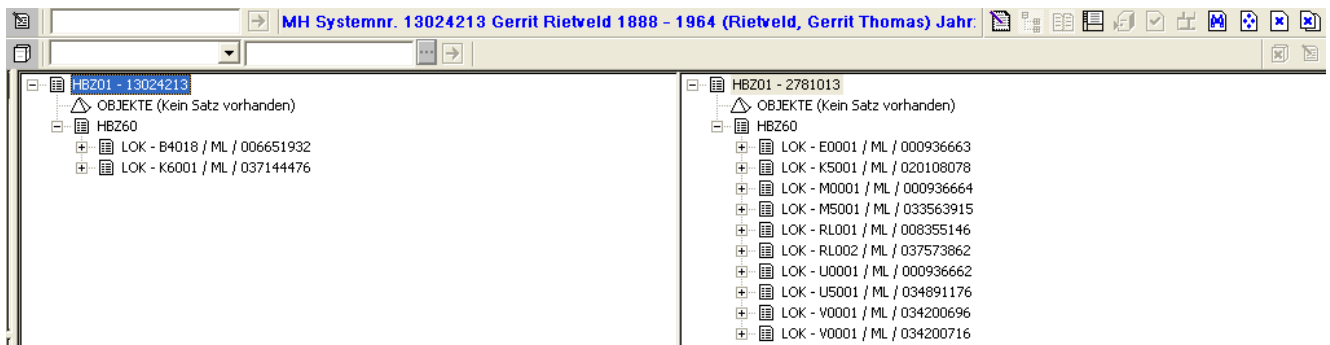 MH Systemnr. 13024213 Gerrit Rietveld 1888 - 1964 (Rietveld, Gerrit Thomas) Jahr:
HBZ01 - 13024213
OBJEKTE (Kein Satz vorhanden)
HBZ60
LOK - B4018 / ML / 006651932
LOK - K6001 / ML / 037144476
HBZ01 - 2781013
OBJEKTE (Kein Satz vorhanden)
HBZ60
LOK - E0001 / ML / 000936663
LOK - K5001 / ML / 020108078
LOK - M0001 / ML / 000936664
LOK - M5001 / ML / 033563915
LOK - RL001 / ML / 008355146
LOK - RL002 / ML / 037573862
LOK - U0001 / ML / 000936662
LOK - U5001 / ML / 034891176
LOK - V0001 / ML / 034200696
LOK - V0001 / ML / 034200716